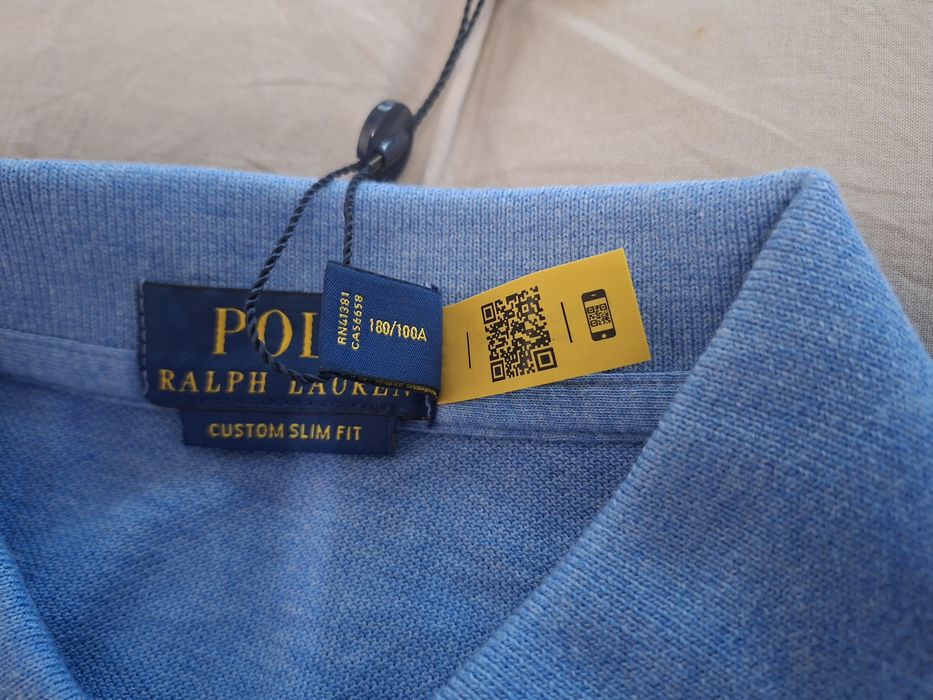 POL
RALPH LAUREN
CUSTOM SLIM FIT
RN41381
CA56658
180/100A